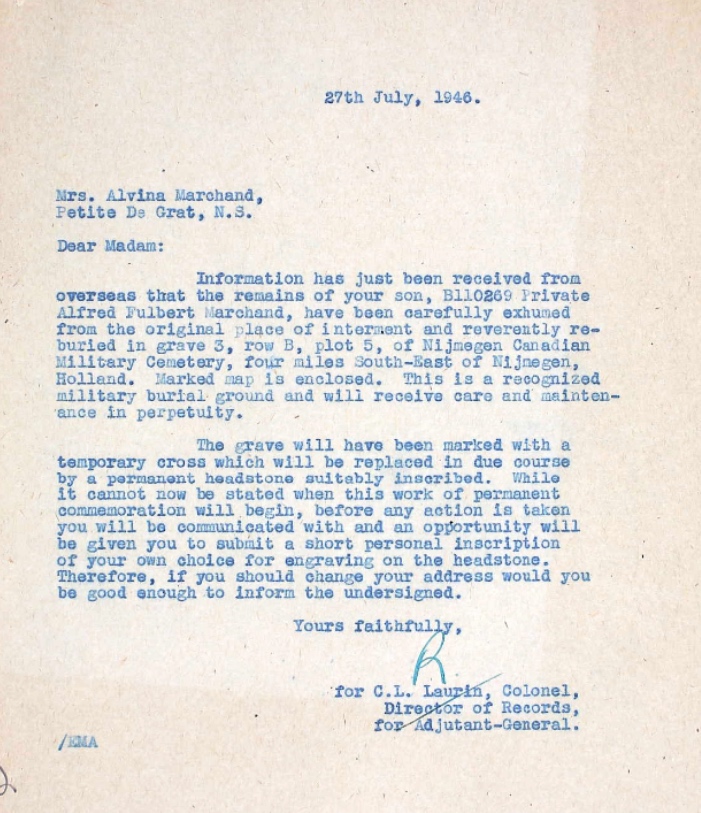 27th July, 1946.
Mrs. Alvina Marchand,
Petite De Grat, N.S.
Dear Madam:
Information has just been received from
overseas that the remains of your son, B110269 Private
Alfred Fulbert Marchand, have been carefully exhumed
from the original place of interment and reverently re-
buried in grave 3, row B, plot 5, of Nijmegen Canadian
Military Cemetery, four miles South-East of Nijmegen,
Holland. Marked map is enclosed. This is a recognized
military burial ground and will receive care and mainten-
ance in perpetuity.
The grave will have been marked with a
temporary cross which will be replaced in due course
by a permanent headstone suitably inscribed. While
it cannot now be stated when this work of permanent
commemoration will begin, before any action is taken
you will be communicated with and an opportunity will
be given you to submit a short personal inscription
of your own choice for engraving on the headstone.
Therefore, if you should change your address would you
be good enough to inform the undersigned.
Yours faithfully,
R
for C.L. Laurin, Colonel,
Director of Records,
for Adjutant-General.
/EMA